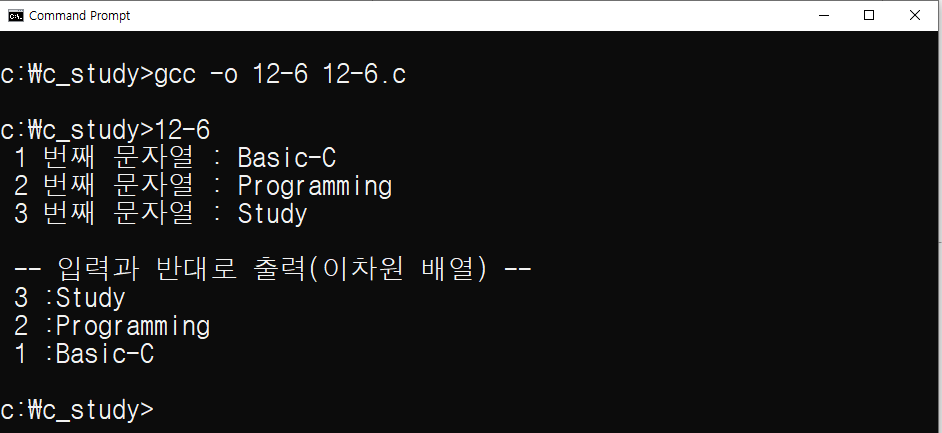 Command Prompt
c:₩c_study>gcc -o 12-6 12-6.c
c:₩c_study>12-6
1 번째 문자열 : Basic-C
2 번째 문자열 : Programming
3 번째 문자열 : Study
-- 입력과 반대로 출력(이차원 배열) --
3 :Study
2 :Programming
1 :Basic-C
c:₩c_study>